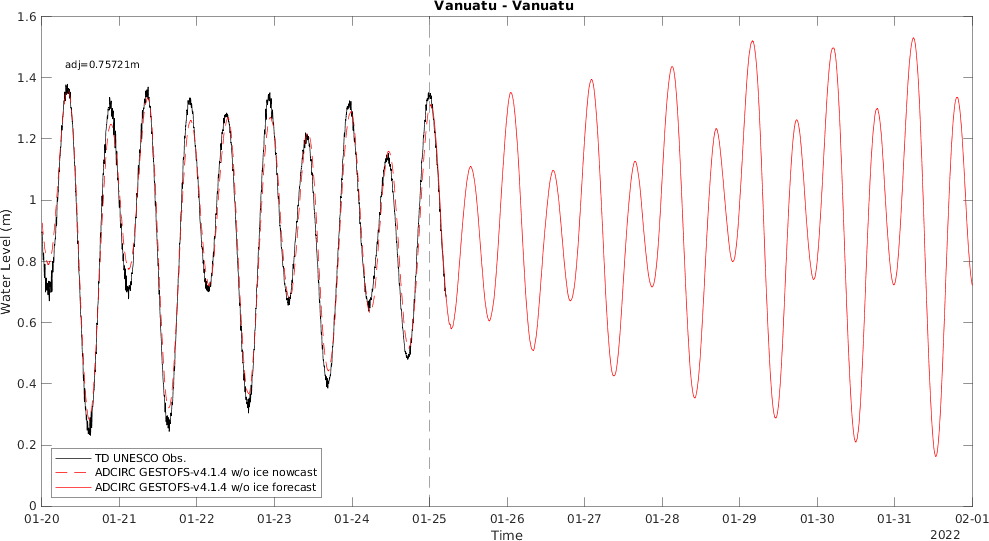 Vanuatu - Vanuatu
adj=0.75721m
1.6
1.4
1.2
1
0.8
0.6
0.4
0.2
0
Water Level (m)
TD UNESCO Obs.
ADCIRC GESTOFS-v4.1.4 w/o ice nowcast
ADCIRC GESTOFS-v4.1.4 w/o ice forecast
01-20 01-21 01-22 01-23 01-24 01-25 01-26 01-27 01-28 01-29 01-30 01-31 02-01
Time
2022